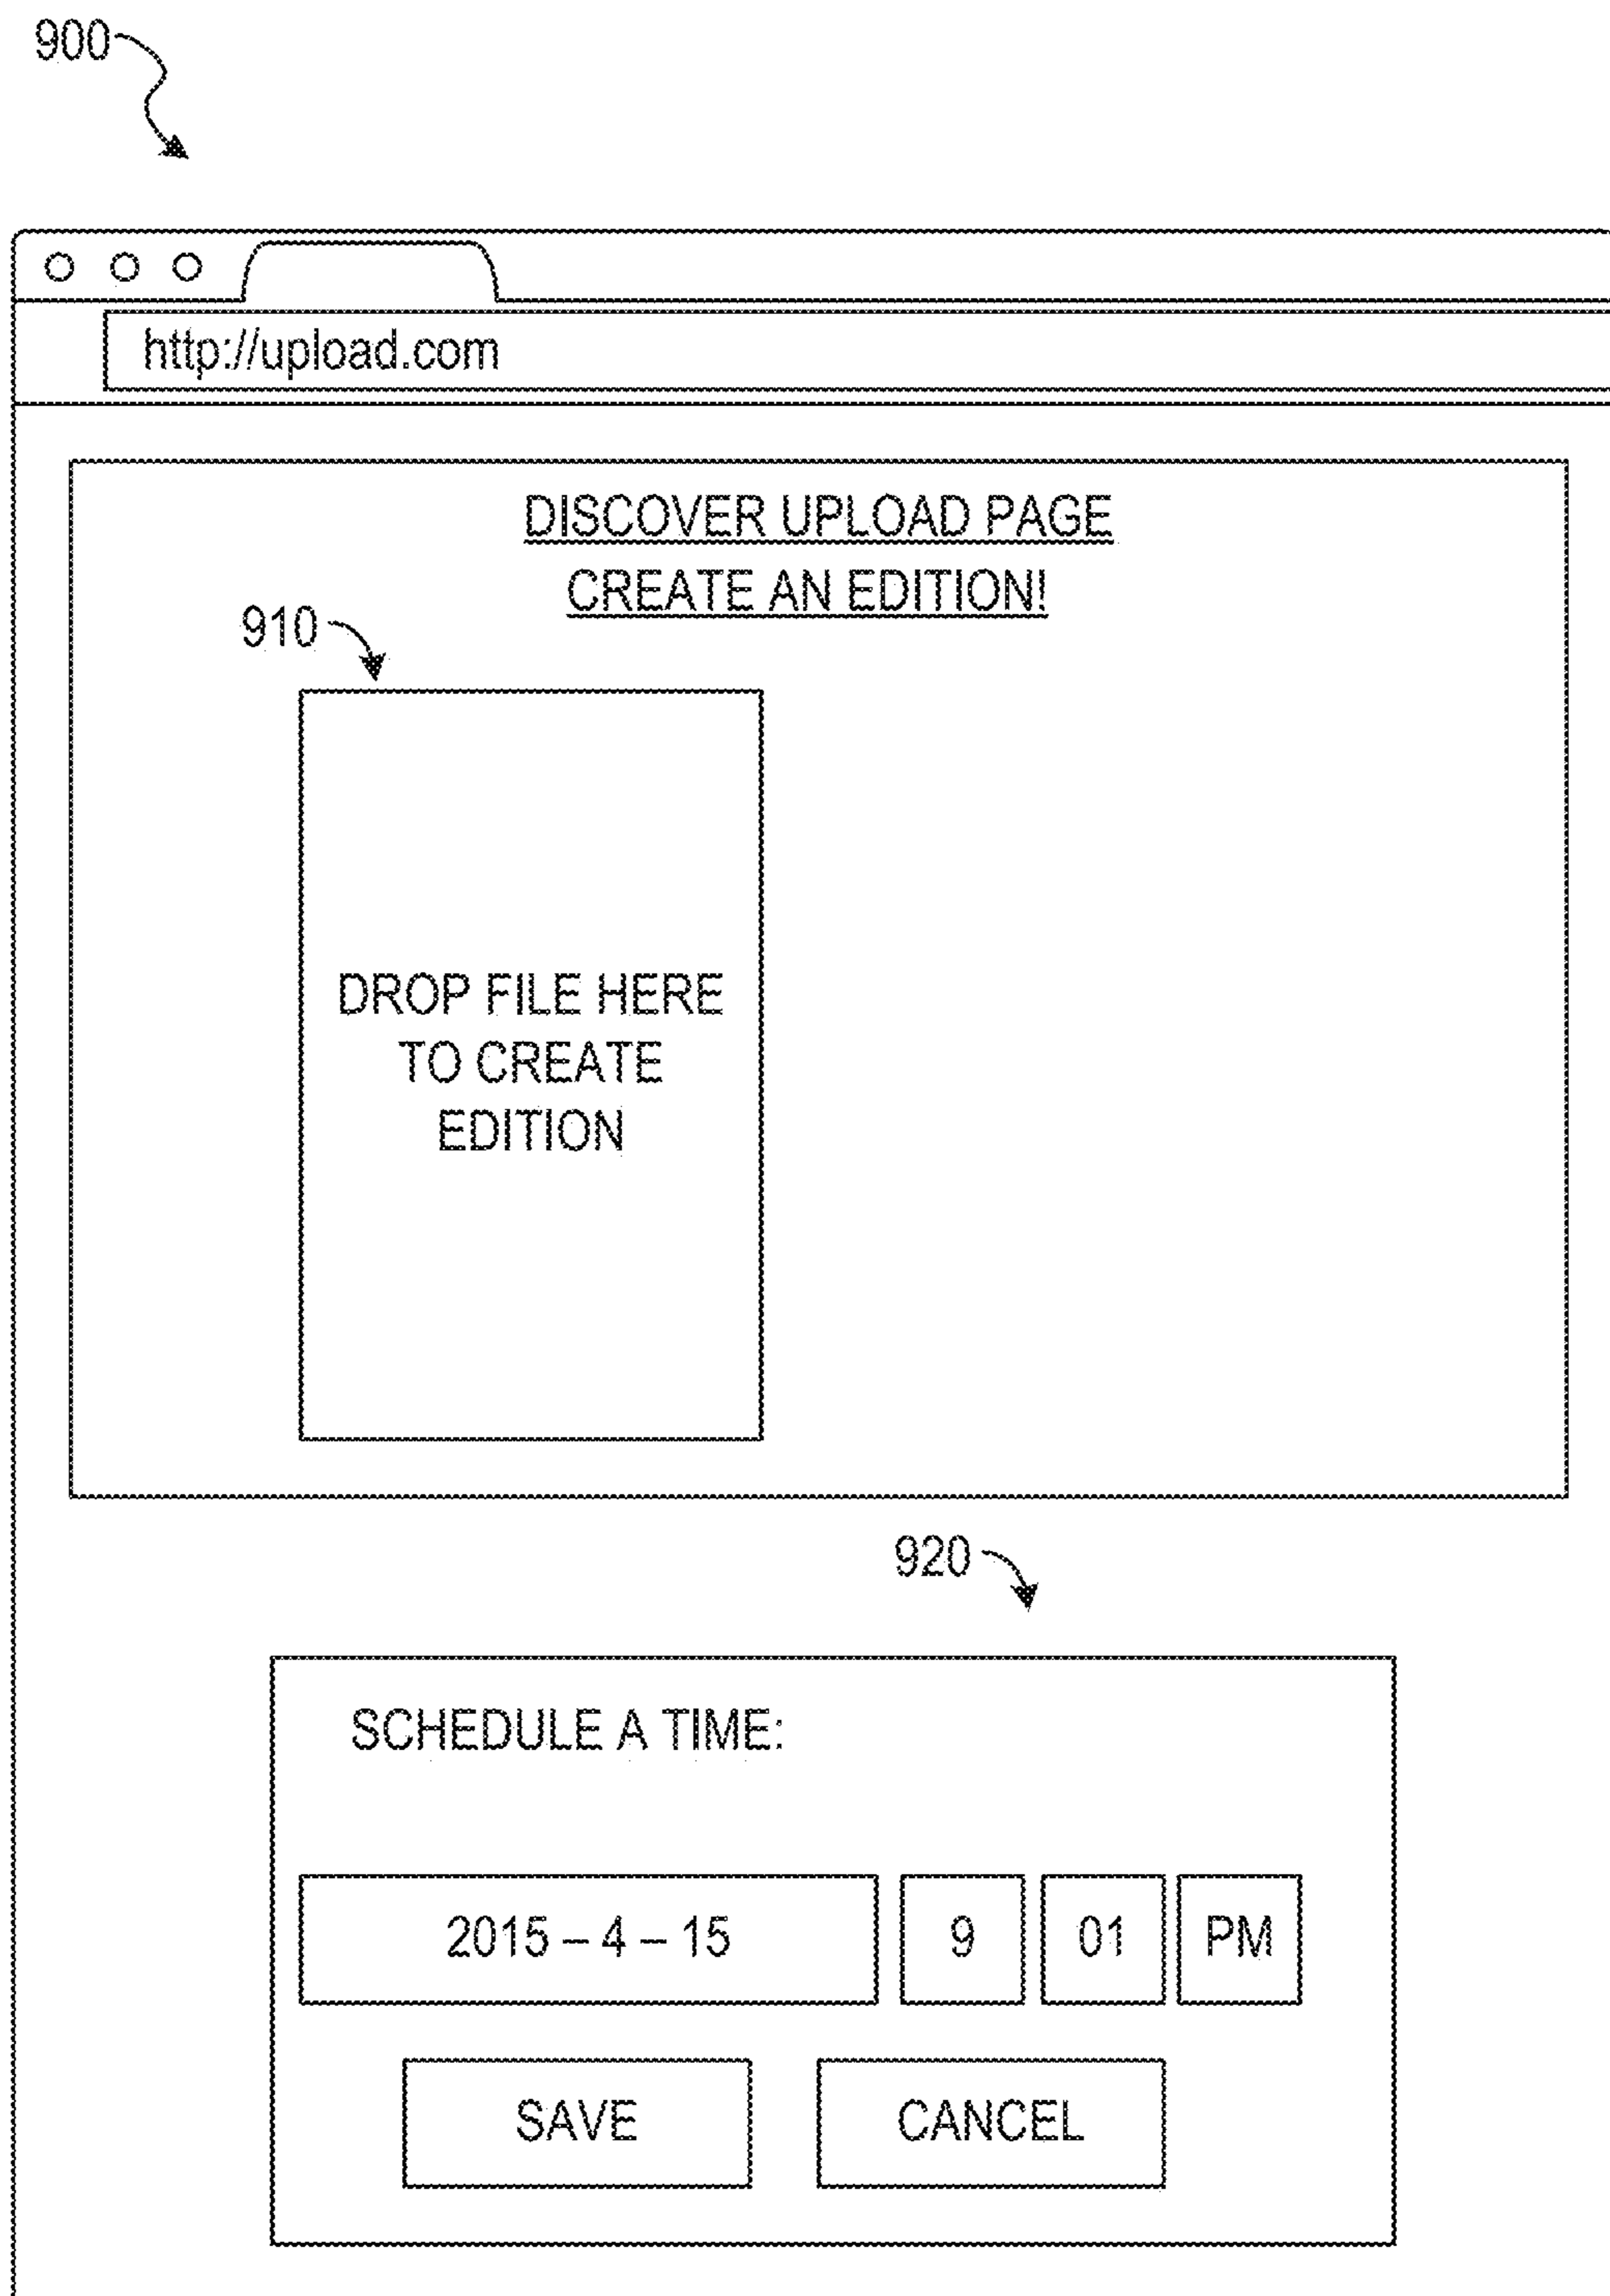 900
http://upload.com
DISCOVER UPLOAD PAGE
CREATE AN EDITION!
910
DROP FILE HERE
TO CREATE
EDITION
920
SCHEDULE A TIME:
2015 – 4 – 15 9 01 PM
SAVE CANCEL